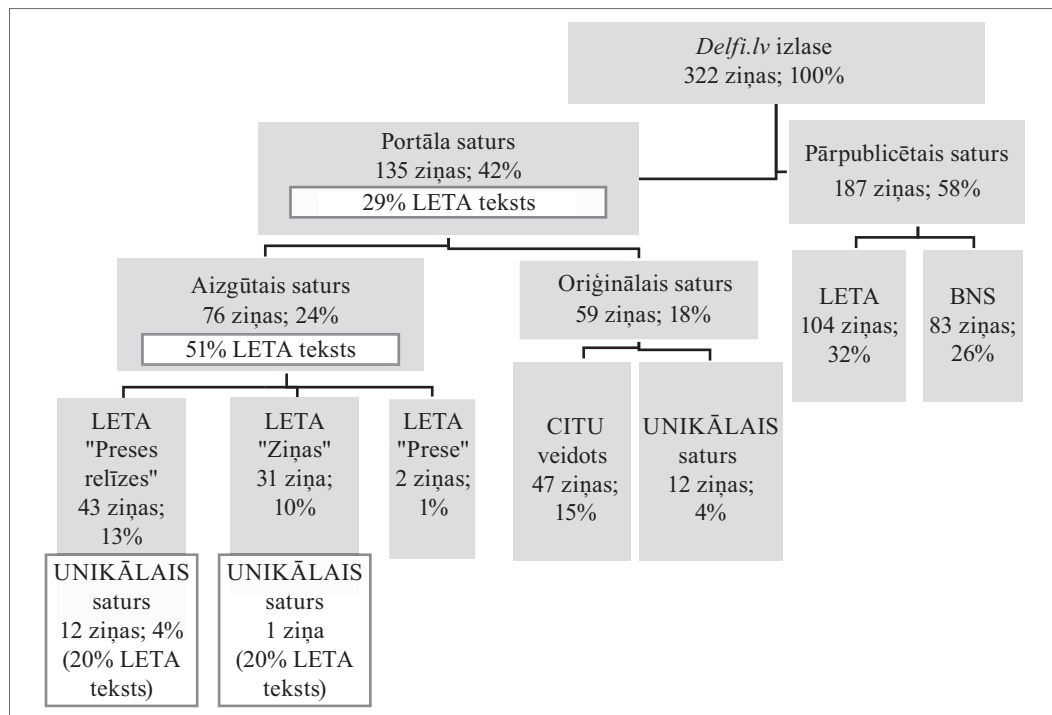 Delfi.lv izlase
322 ziņas; 100%
Portāla saturs
135 ziņas; 42%
29% LETA teksts
Pārpublicētais saturs
187 ziņas; 58%
Aizgūtais saturs
76 ziņas; 24%
51% LETA teksts
Oriģinālais saturs
59 ziņas; 18%
LETA
104 ziņas;
32%
BNS
83 ziņas;
26%
LETA
"Preses
relīzes"
43 ziņas;
13%
LETA
"Ziņas"
31 ziņa;
10%
LETA
"Prese"
2 ziņas;
1%
CITU
veidots
47 ziņas;
15%
UNIKĀLAIS
saturs
12 ziņas;
4%
UNIKĀLAIS
saturs
12 ziņas; 4%
(20% LETA
teksts)
UNIKĀLAIS
saturs
1 ziņa
(20% LETA
teksts)